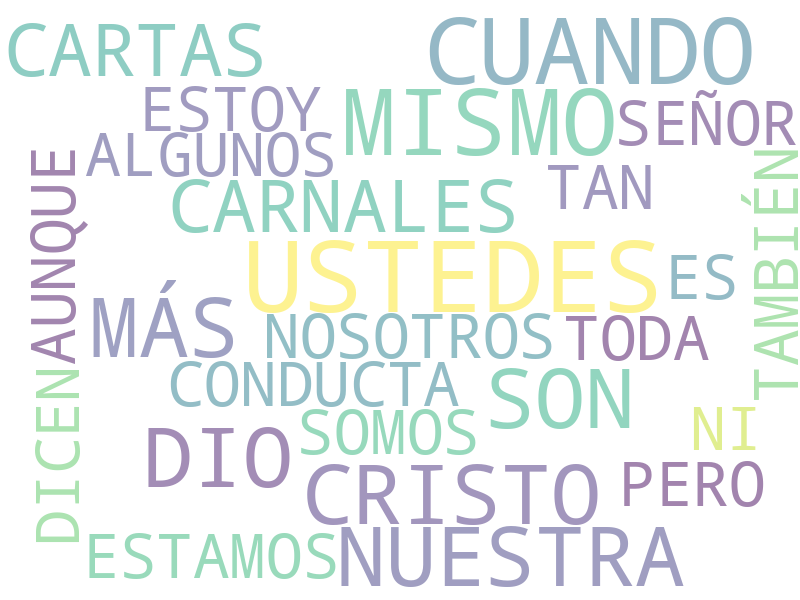 CARTAS
CUANDO
ESTOY
MISMO
SEÑOR
ALGUNOS
TAN
CARNALES
TAMBIÉN
AUNQUE
USTEDES
ES
MÁS
NOSOTROS
TODA
CONDUCTA
SON
DICEN
SOMOS
NI
DIO
CRISTO
PERO
ESTAMOS
NUESTRA